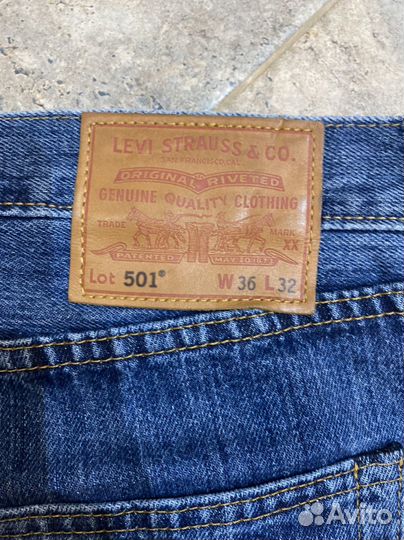 LEVI STRAUSS & CO.
SAN FRANCISCO, CAL.
ORIGINAL RIVETED
GENUINE QUALITY CLOTHING
TRADE MARK
XX
PATENTED MAY 20 1873
Lot 501® W 36 L 32
Avito